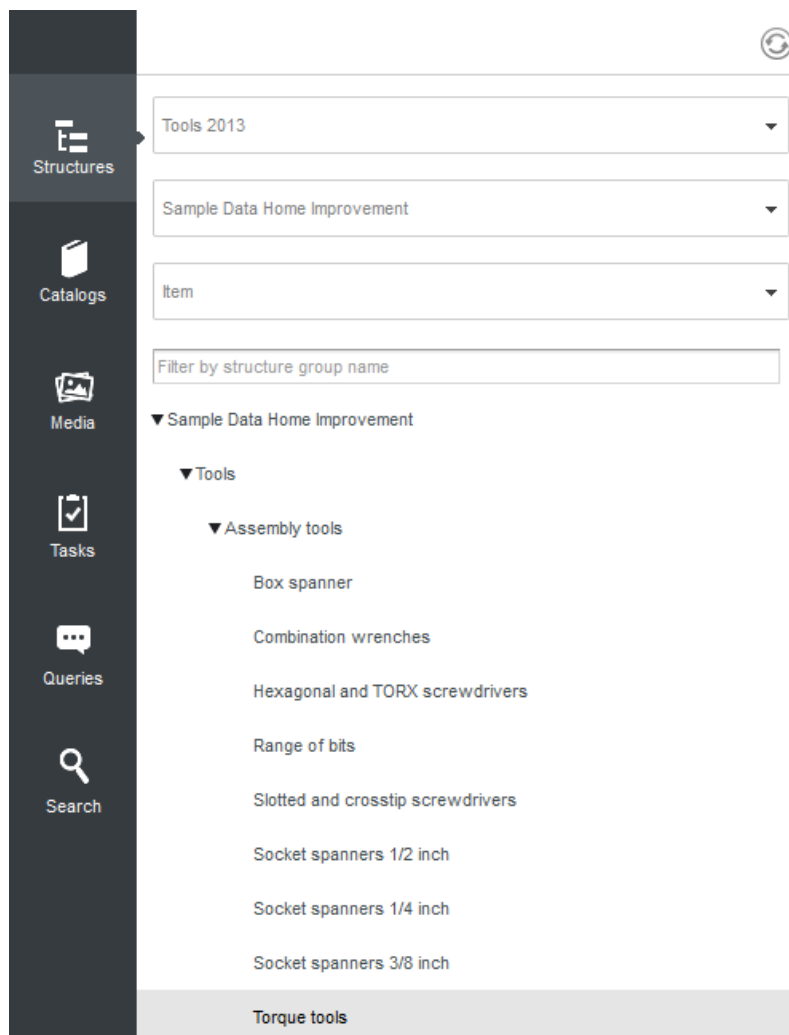 Structures
Catalogs
Media
Tasks
Queries
Search
Tools 2013
Sample Data Home Improvement
Item
Filter by structure group name
Sample Data Home Improvement
Tools
Assembly tools
Box spanner
Combination wrenches
Hexagonal and TORX screwdrivers
Range of bits
Slotted and crosstip screwdrivers
Socket spanners 1/2 inch
Socket spanners 1/4 inch
Socket spanners 3/8 inch
Torque tools